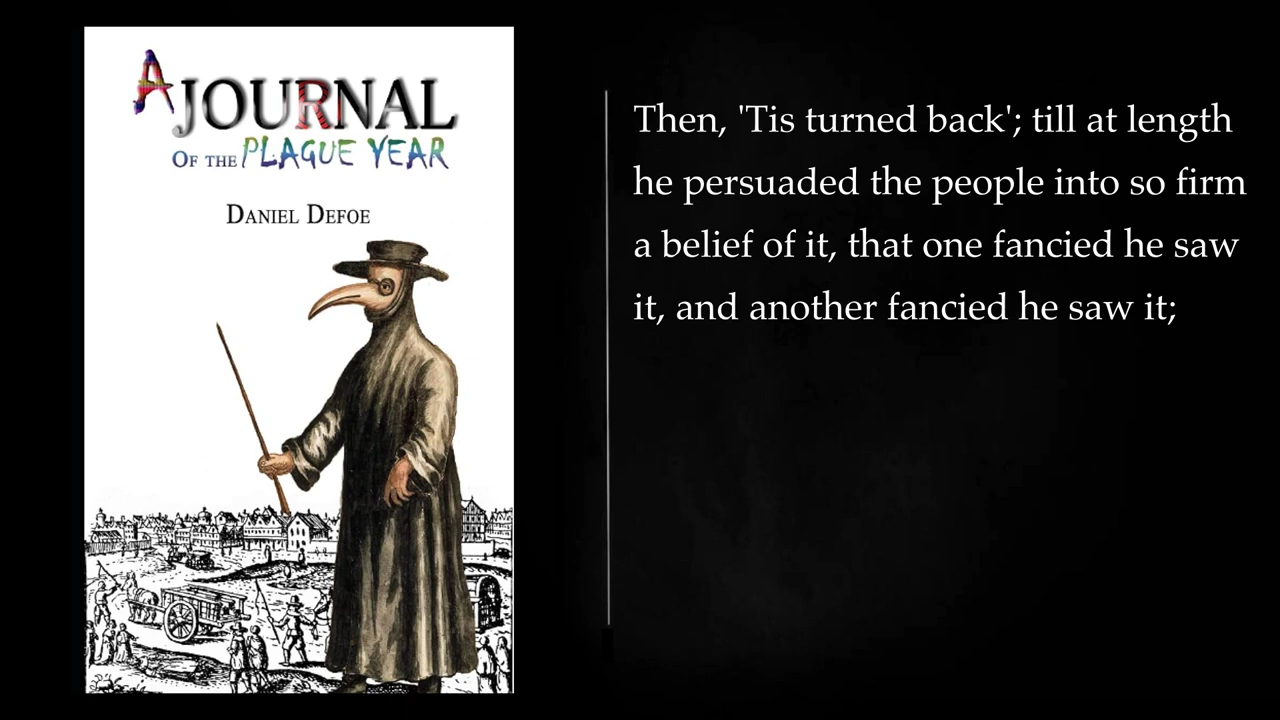 A JOURNAL
OF THE PLAGUE YEAR
DANIEL DEFOE
Then, 'Tis turned back'; till at length
he persuaded the people into so firm
a belief of it, that one fancied he saw
it, and another fancied he saw it;